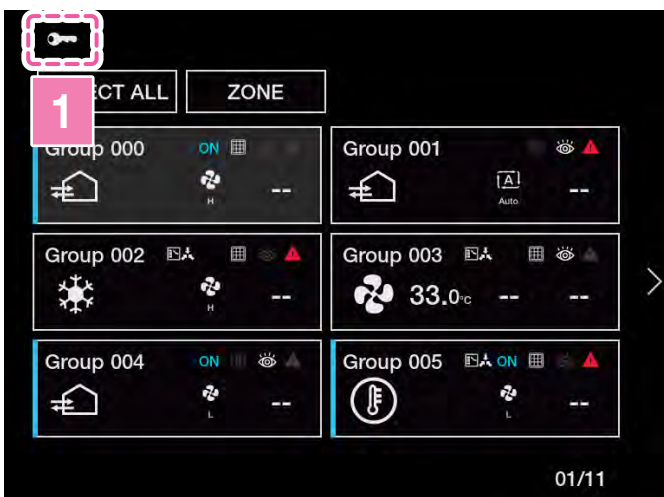 1
ECT ALL
ZONE
Group 000 ON
H --
Group 001
A
Auto --
Group 002
H --
Group 003
33.0°C -- --
Group 004 ON
L --
Group 005 ON
L --
01/11